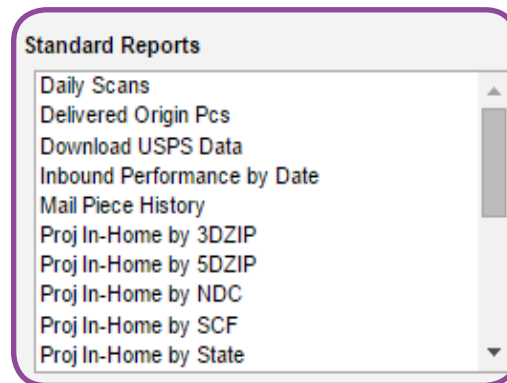 Standard Reports
Daily Scans
Delivered Origin Pcs
Download USPS Data
Inbound Performance by Date
Mail Piece History
Proj In-Home by 3DZIP
Proj In-Home by 5DZIP
Proj In-Home by NDC
Proj In-Home by SCF
Proj In-Home by State